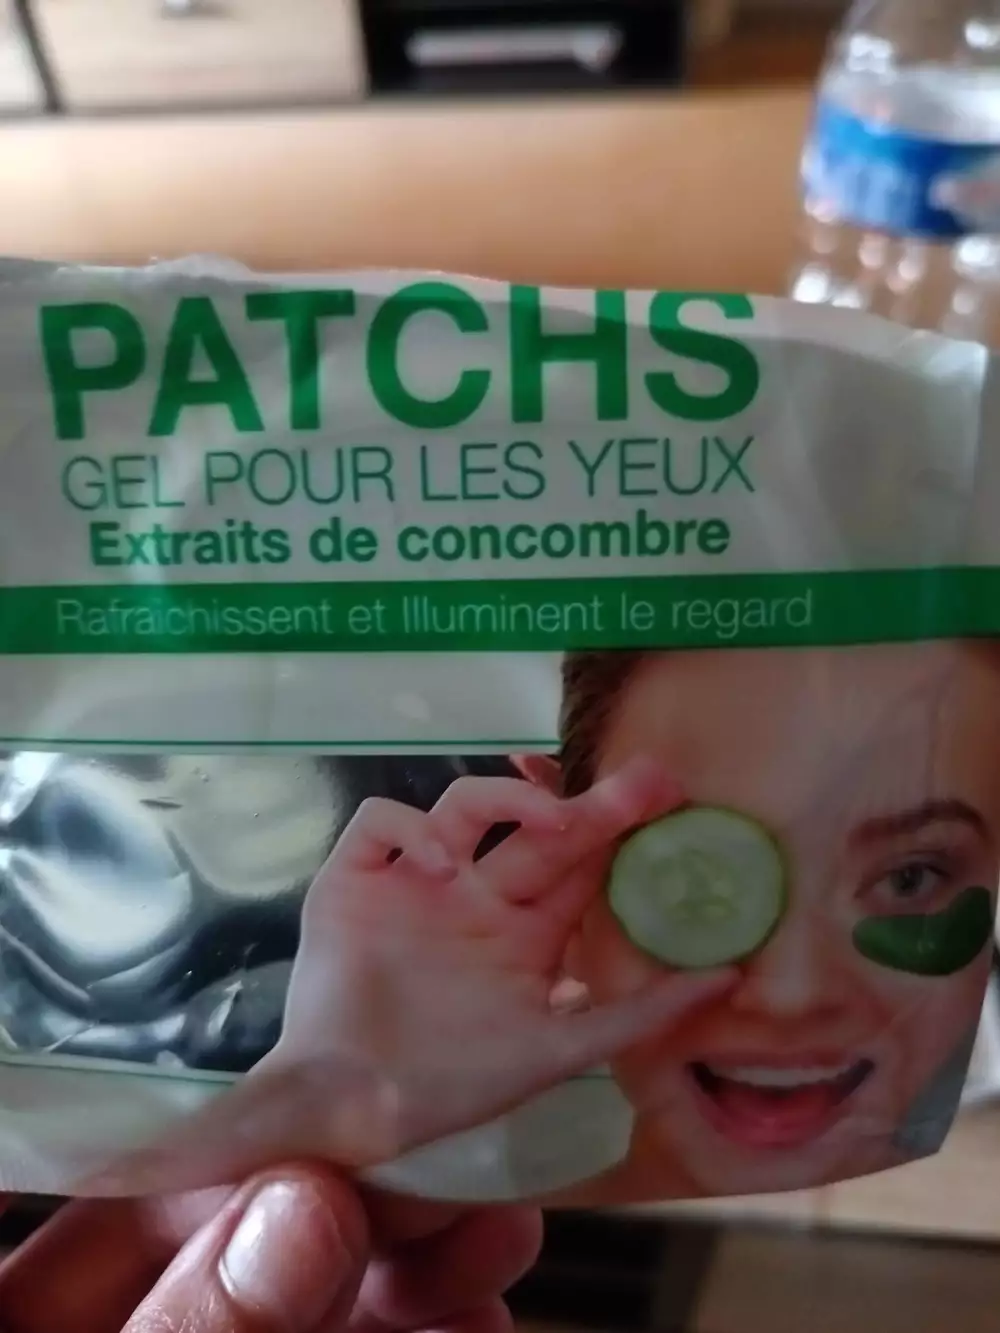 PATCHS
GEL POUR LES YEUX
Extraits de concombre
Rafraichissent et Illuminent le regard